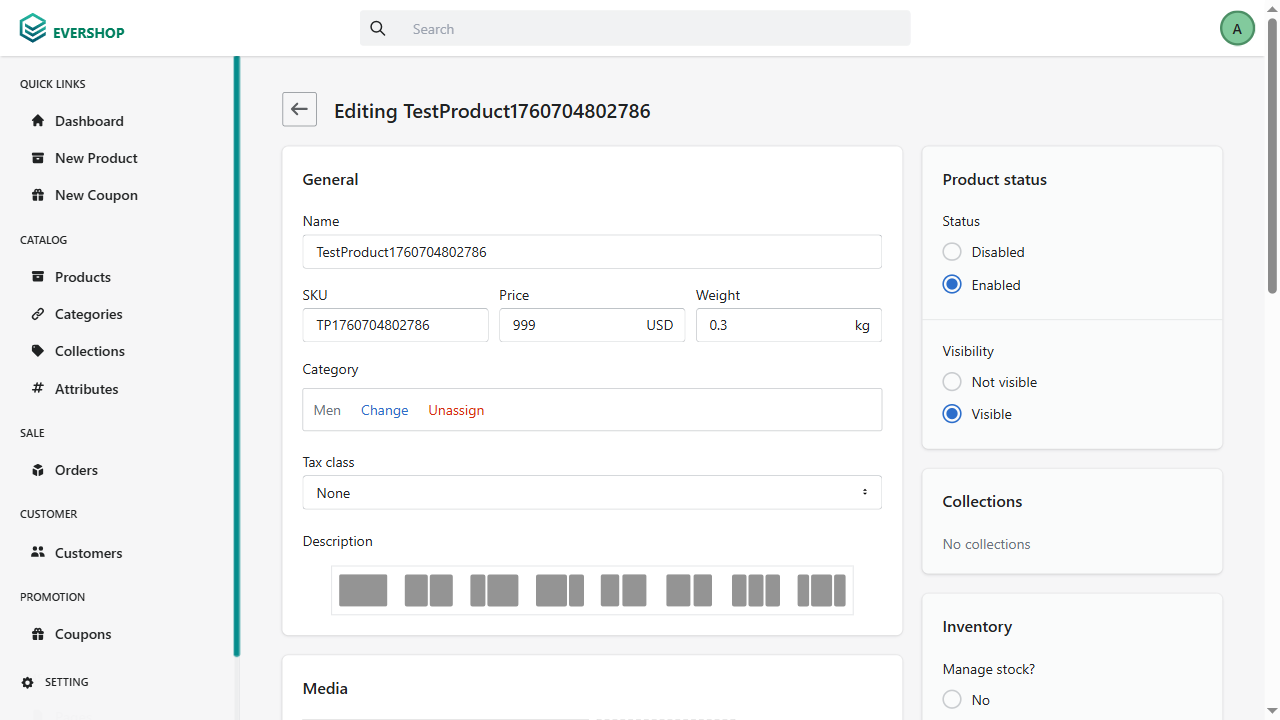 EVERSHOP
Search
A
QUICK LINKS
Dashboard
New Product
New Coupon
CATALOG
Products
Categories
Collections
Attributes
SALE
Orders
CUSTOMER
Customers
PROMOTION
Coupons
SETTING
Editing TestProduct1760704802786
General
Name
TestProduct1760704802786
SKU
Price
Weight
TP1760704802786
999
USD
0.3
kg
Category
Men
Change
Unassign
Tax class
None
Description
Media
Product status
Status
Disabled
Enabled
Visibility
Not visible
Visible
Collections
No collections
Inventory
Manage stock?
No